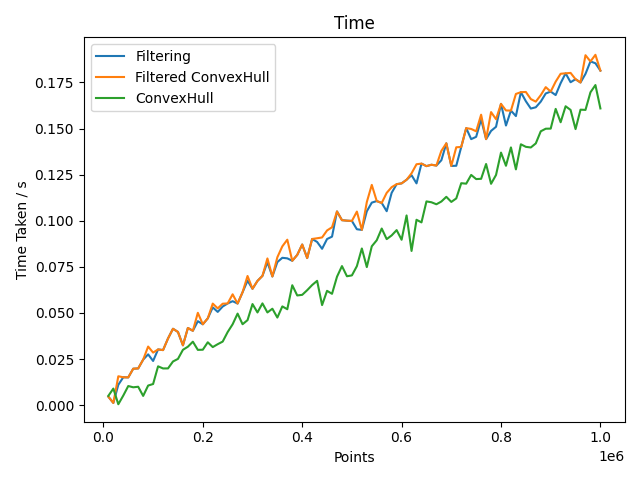 Time
Filtering
Filtered ConvexHull
ConvexHull
Time Taken / s
0.175
0.150
0.125
0.100
0.075
0.050
0.025
0.000
0.0 0.2 0.4 0.6 0.8 1.0
1e6
Points